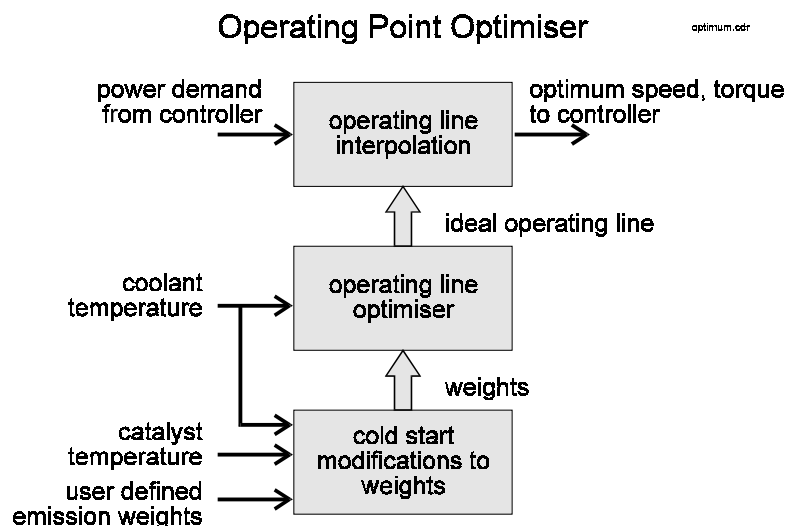 Operating Point Optimiser
optimum.cdr
power demand
from controller
operating line
interpolation
optimum speed, torque
to controller
ideal operating line
coolant
temperature
operating line
optimiser
weights
catalyst
temperature
user defined
emission weights
cold start
modifications to
weights